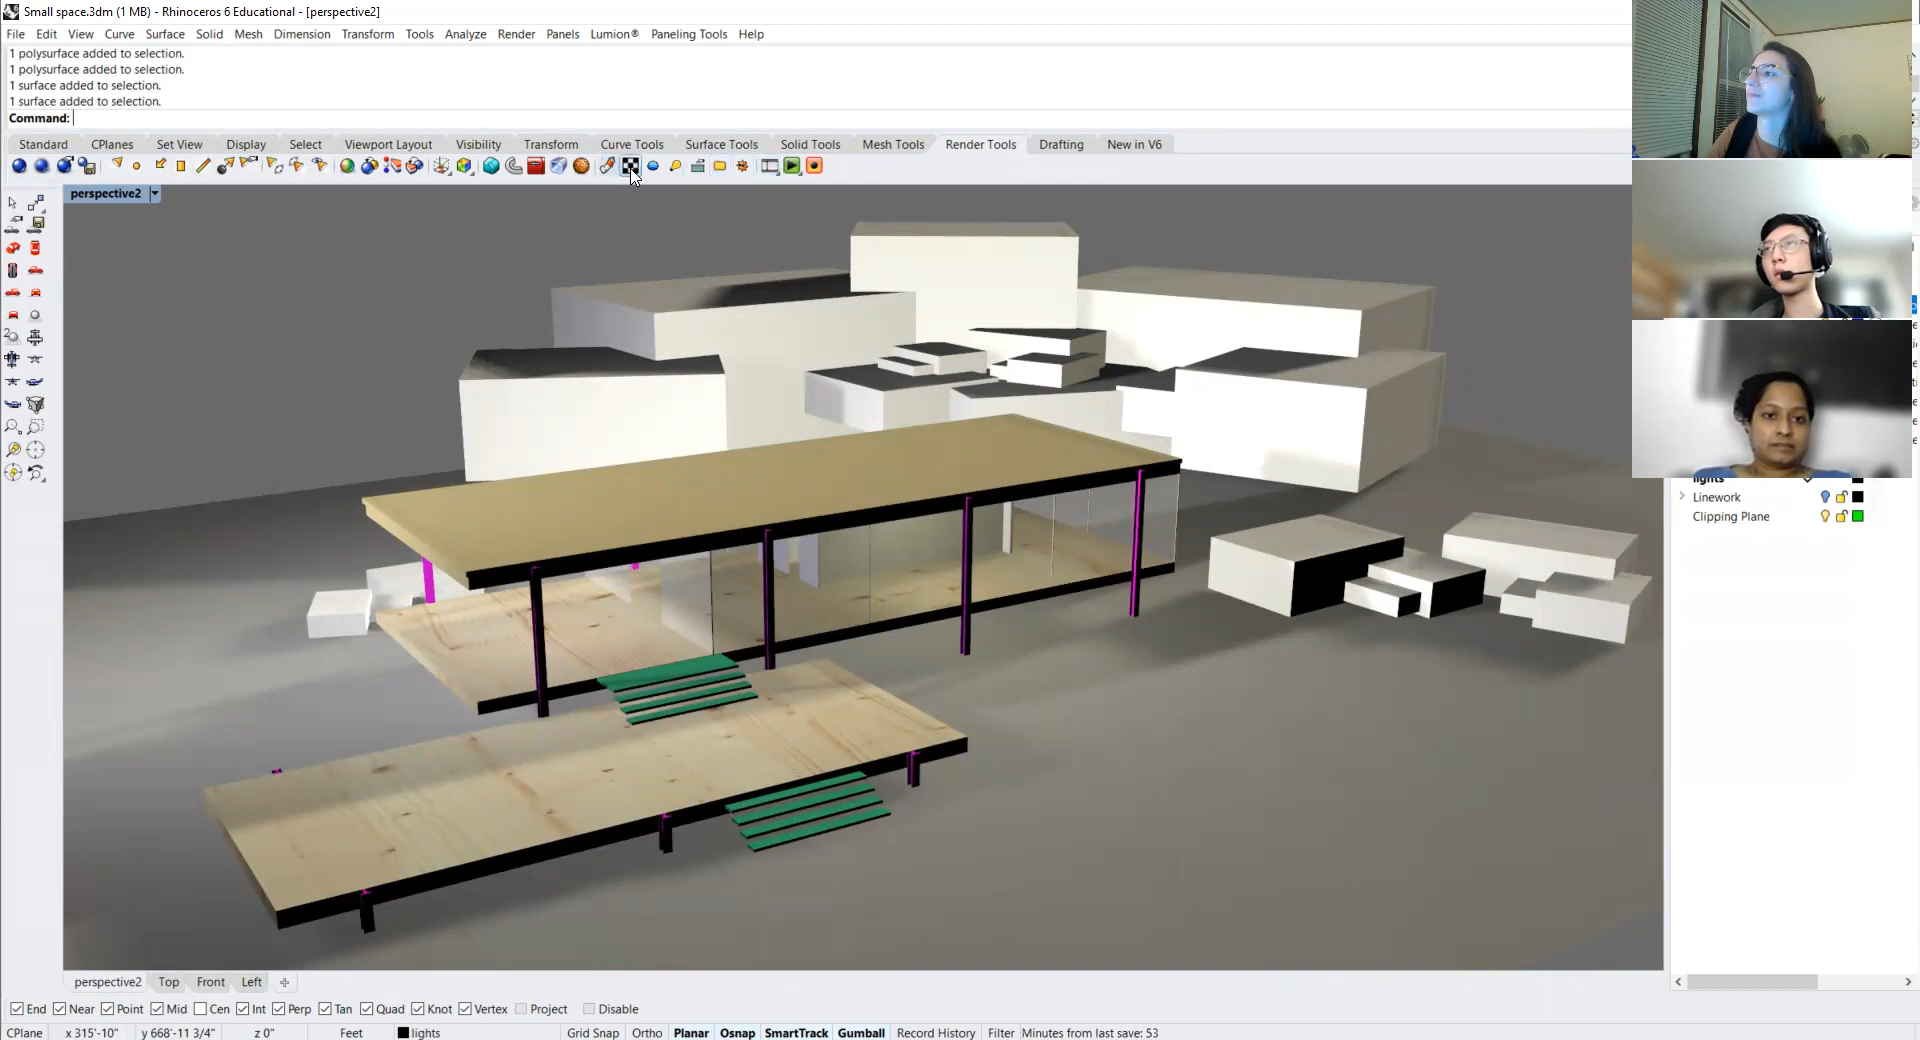 Small space.3dm (1 MB) - Rhinoceros 6 Educational - [perspective2]
File Edit View Curve Surface Solid Mesh Dimension Transform Tools Analyze Render Panels Lumion® Paneling Tools Help
1 polysurface added to selection.
1 polysurface added to selection.
1 surface added to selection.
1 surface added to selection.
Command:
Standard CPlanes Set View Display Select Viewport Layout Visibility Transform Curve Tools Surface Tools Solid Tools Mesh Tools Render Tools Drafting New in V6
perspective2
lights
Linework
Clipping Plane
perspective2 Top Front Left
End Near Point Mid Cen Int Perp Tan Quad Knot Vertex Project Disable
CPlane x 315'-10" y 668'-11 3/4" z 0" Feet lights Grid Snap Ortho Planar Osnap SmartTrack Gumball Record History Filter Minutes from last save: 53